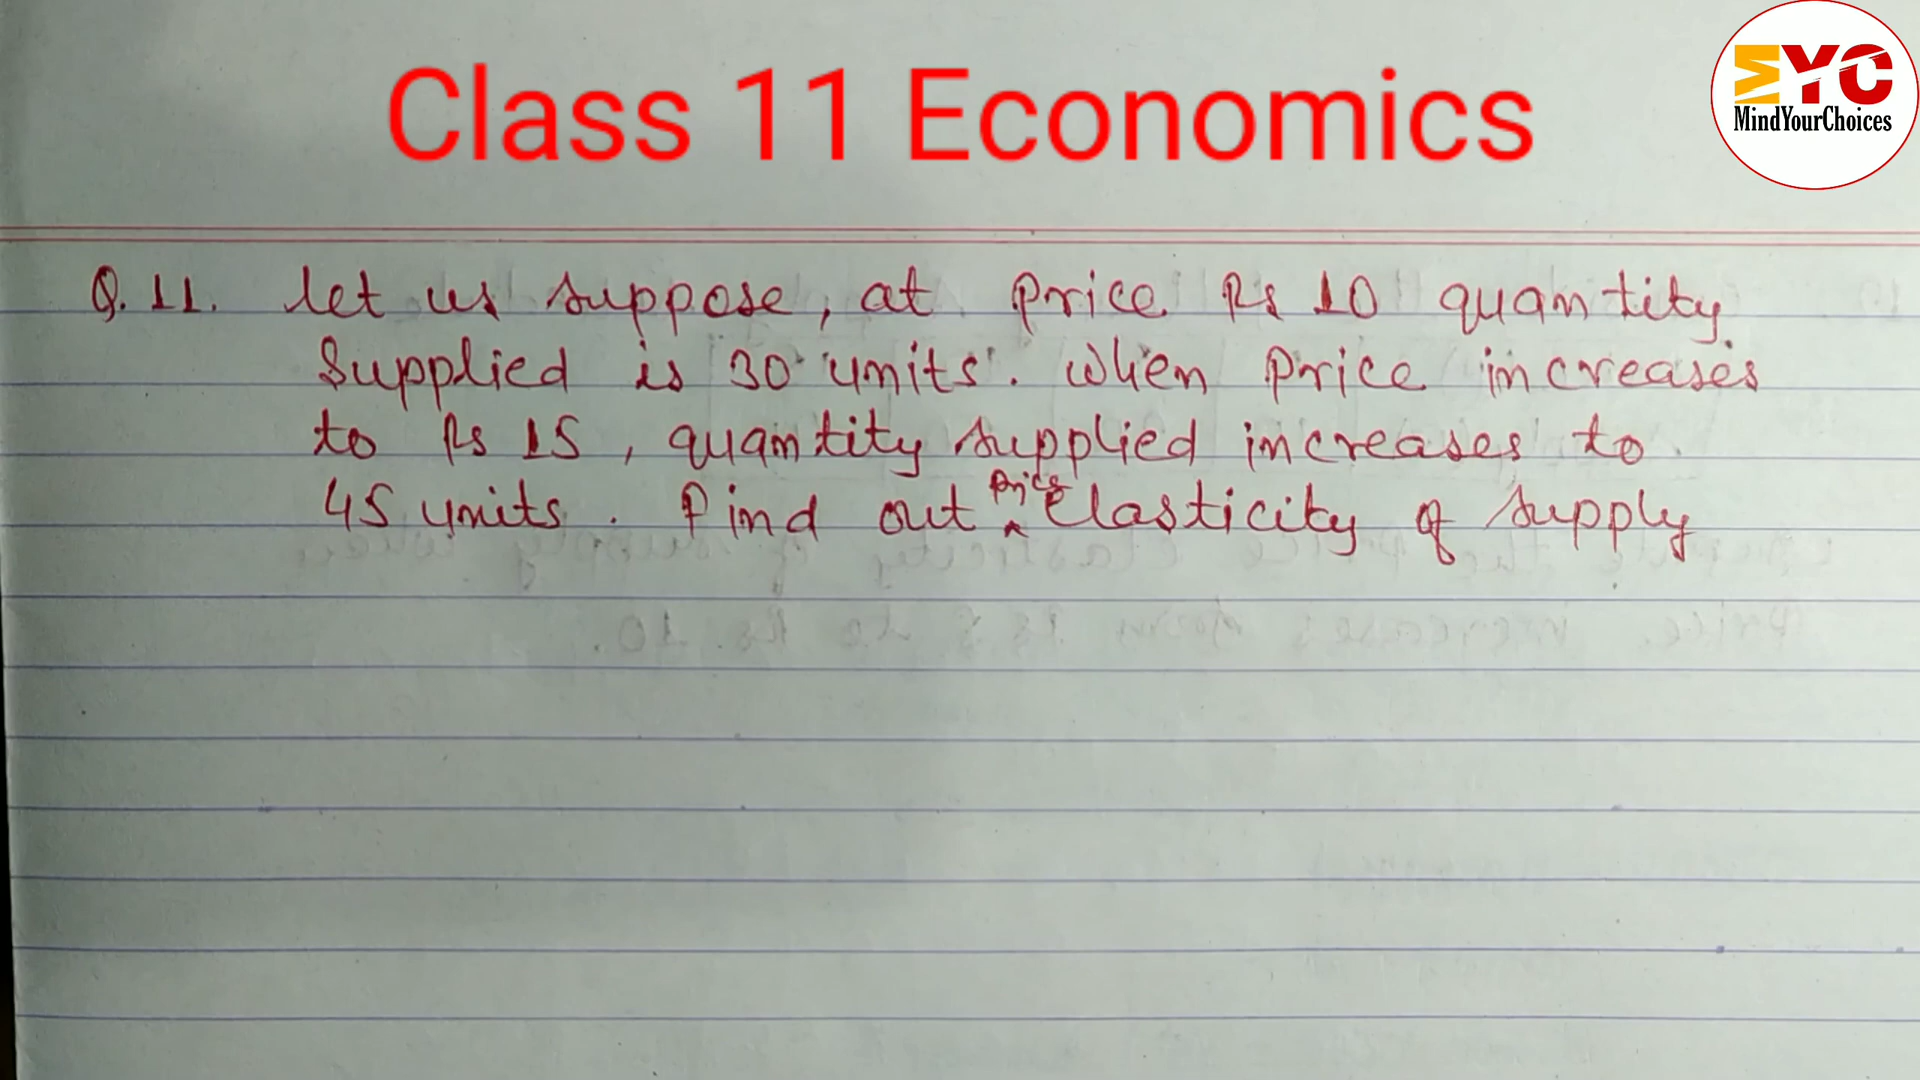 Class 11 Economics
MYC
MindYourChoices
Q. 11. let us suppose, at price Rs 10 quantity
Supplied is 30 units. When Price increases
to Rs 15, quantity supplied increases to
45 units. Find out price Elasticity of supply